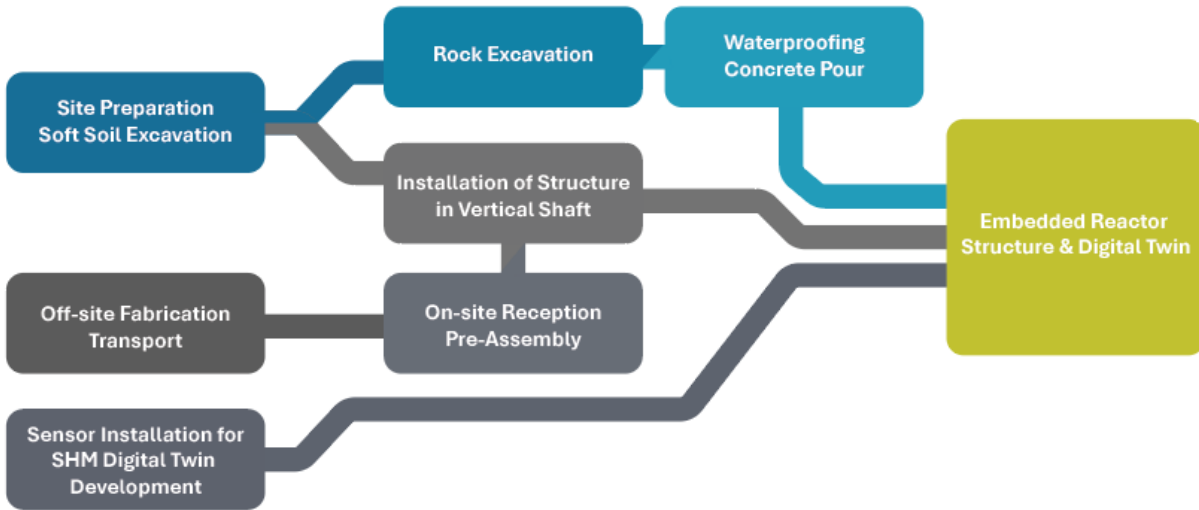 Rock Excavation
Waterproofing
Concrete Pour
Site Preparation
Soft Soil Excavation
Installation of Structure
in Vertical Shaft
Embedded Reactor
Structure & Digital Twin
Off-site Fabrication
Transport
On-site Reception
Pre-Assembly
Sensor Installation for
SHM Digital Twin
Development